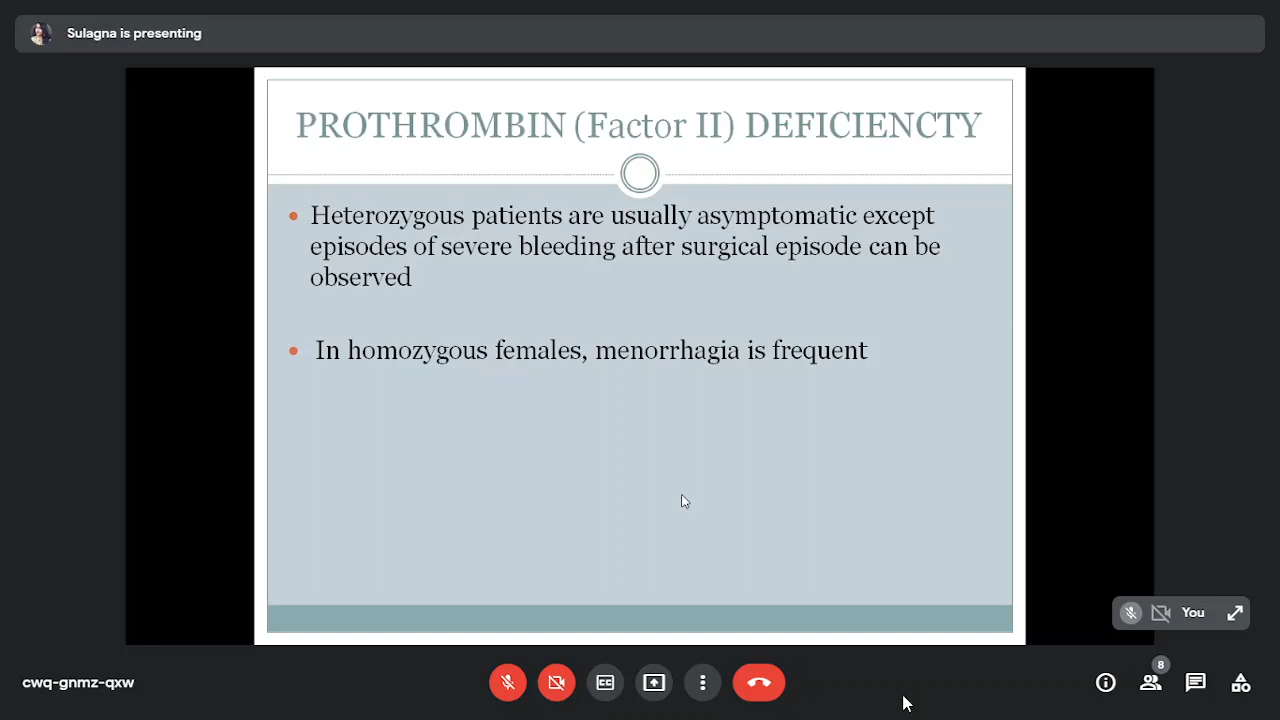 Sulagna is presenting
PROTHROMBIN (Factor II) DEFICIENCTY
• Heterozygous patients are usually asymptomatic except
episodes of severe bleeding after surgical episode can be
observed
• In homozygous females, menorrhagia is frequent
You
cwq-gnmz-qxw
CC
8